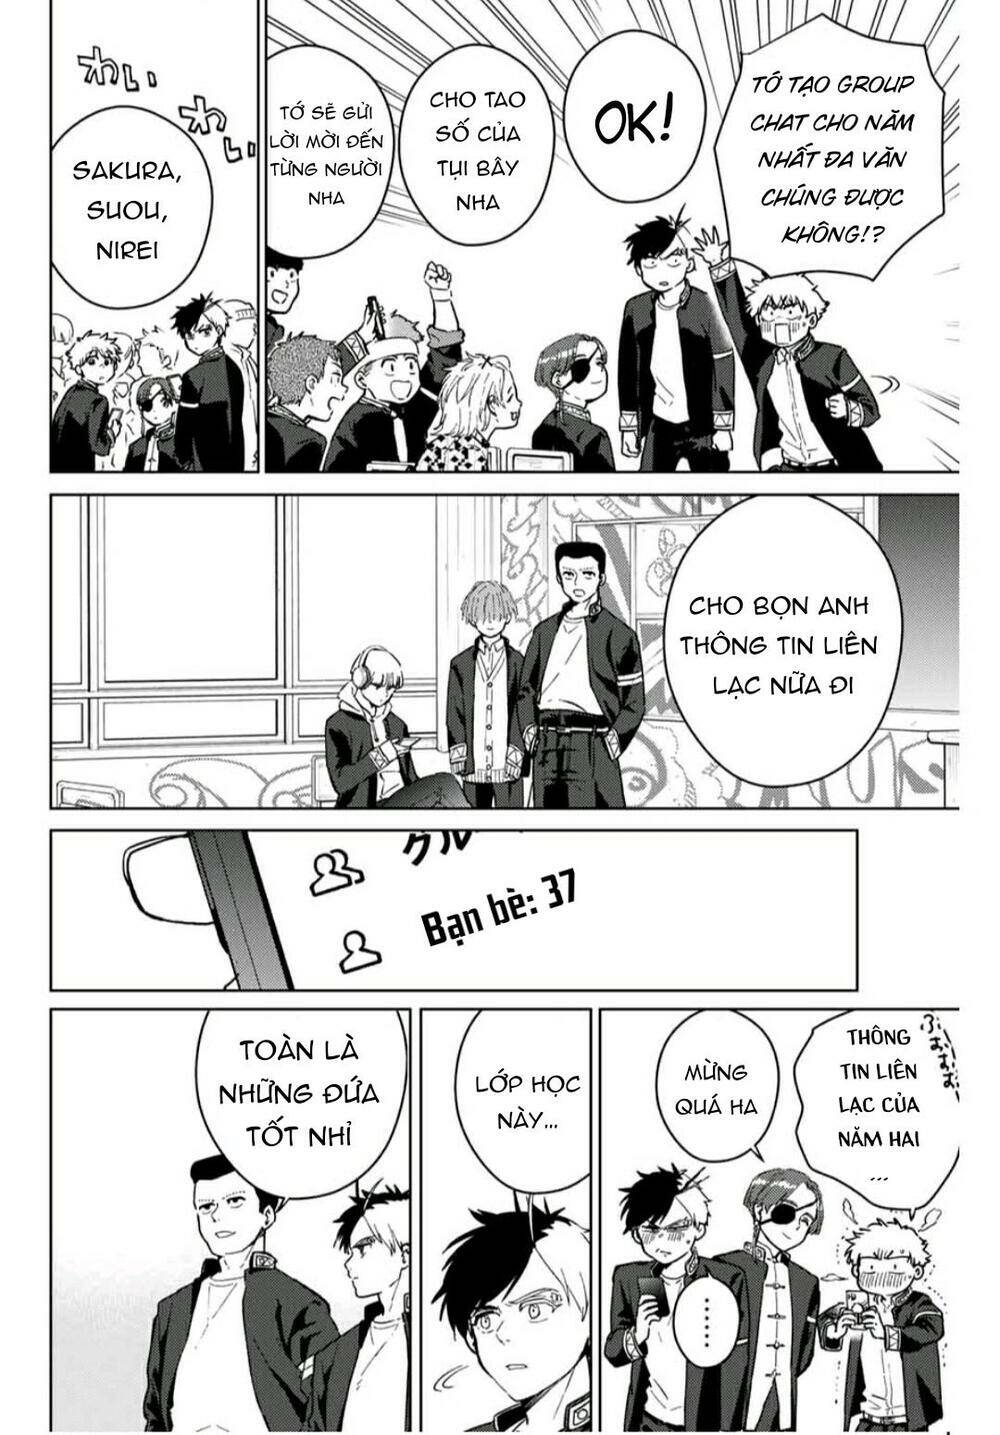 TỚ TẠO GROUP
CHAT CHO NĂM
NHẤT ĐA VĂN
CHÚNG ĐƯỢC
KHÔNG!?
OK!
CHO TAO
SỐ CỦA
TỤI BÂY
NHA
TỚ SẼ GỬI
LỜI MỜI ĐẾN
TỪNG NGƯỜI
NHA
わい
わい
SAKURA,
SUOU,
NIREI
CHO BỌN ANH
THÔNG TIN LIÊN
LẠC NỮA ĐI
グル
Bạn bè: 37
THÔNG
TIN LIÊN
LẠC CỦA
NĂM HAI
...
MỪNG
QUÁ HA
......
LỚP HỌC
NÀY...
TOÀN LÀ
NHỮNG ĐỨA
TỐT NHỈ